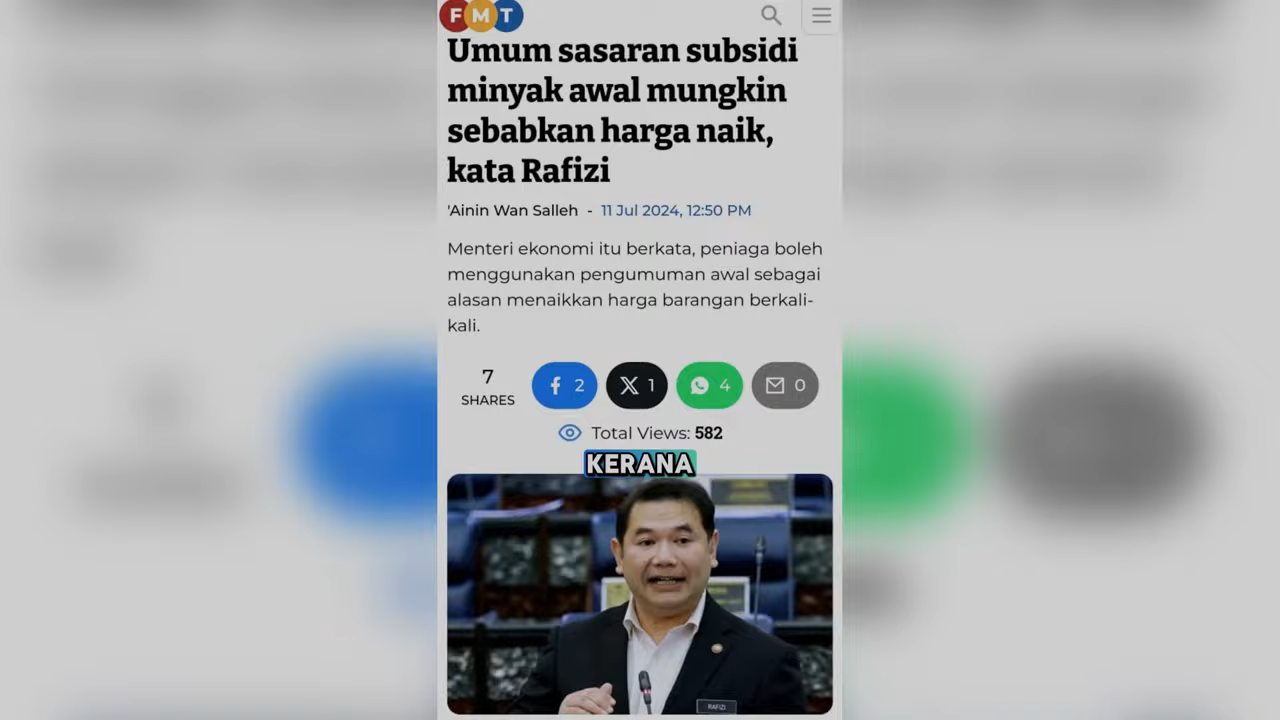 FMT
Umum sasaran subsidi
minyak awal mungkin
sebabkan harga naik,
kata Rafizi
'Ainin Wan Salleh - 11 Jul 2024, 12:50 PM
Menteri ekonomi itu berkata, peniaga boleh
menggunakan pengumuman awal sebagai
alasan menaikkan harga barangan berkali-
kali.
7
SHARES
2
1
4
0
Total Views: 582
KERANA
RAFIZI